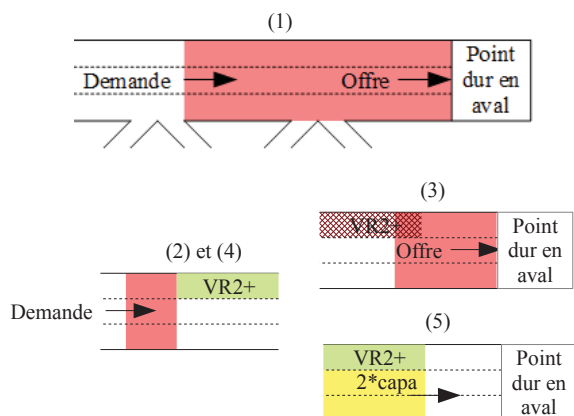 (1)
Demande
Offre
Point
dur en
aval
(2) et (4)
VR2+
Demande
(3)
VR2+
Offre
Point
dur en
aval
(5)
VR2+
2*capa
Point
dur en
aval